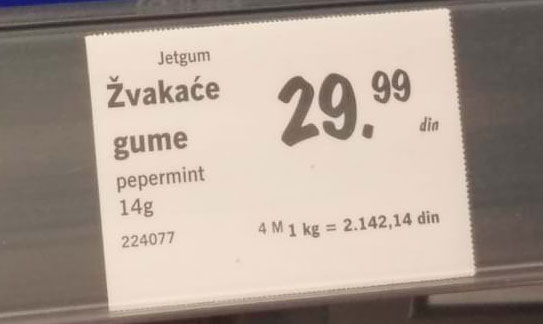 Jetgum
Žvakaće
gume
pepermint
14g
224077
29.99
din
4 M 1 kg = 2.142,14 din